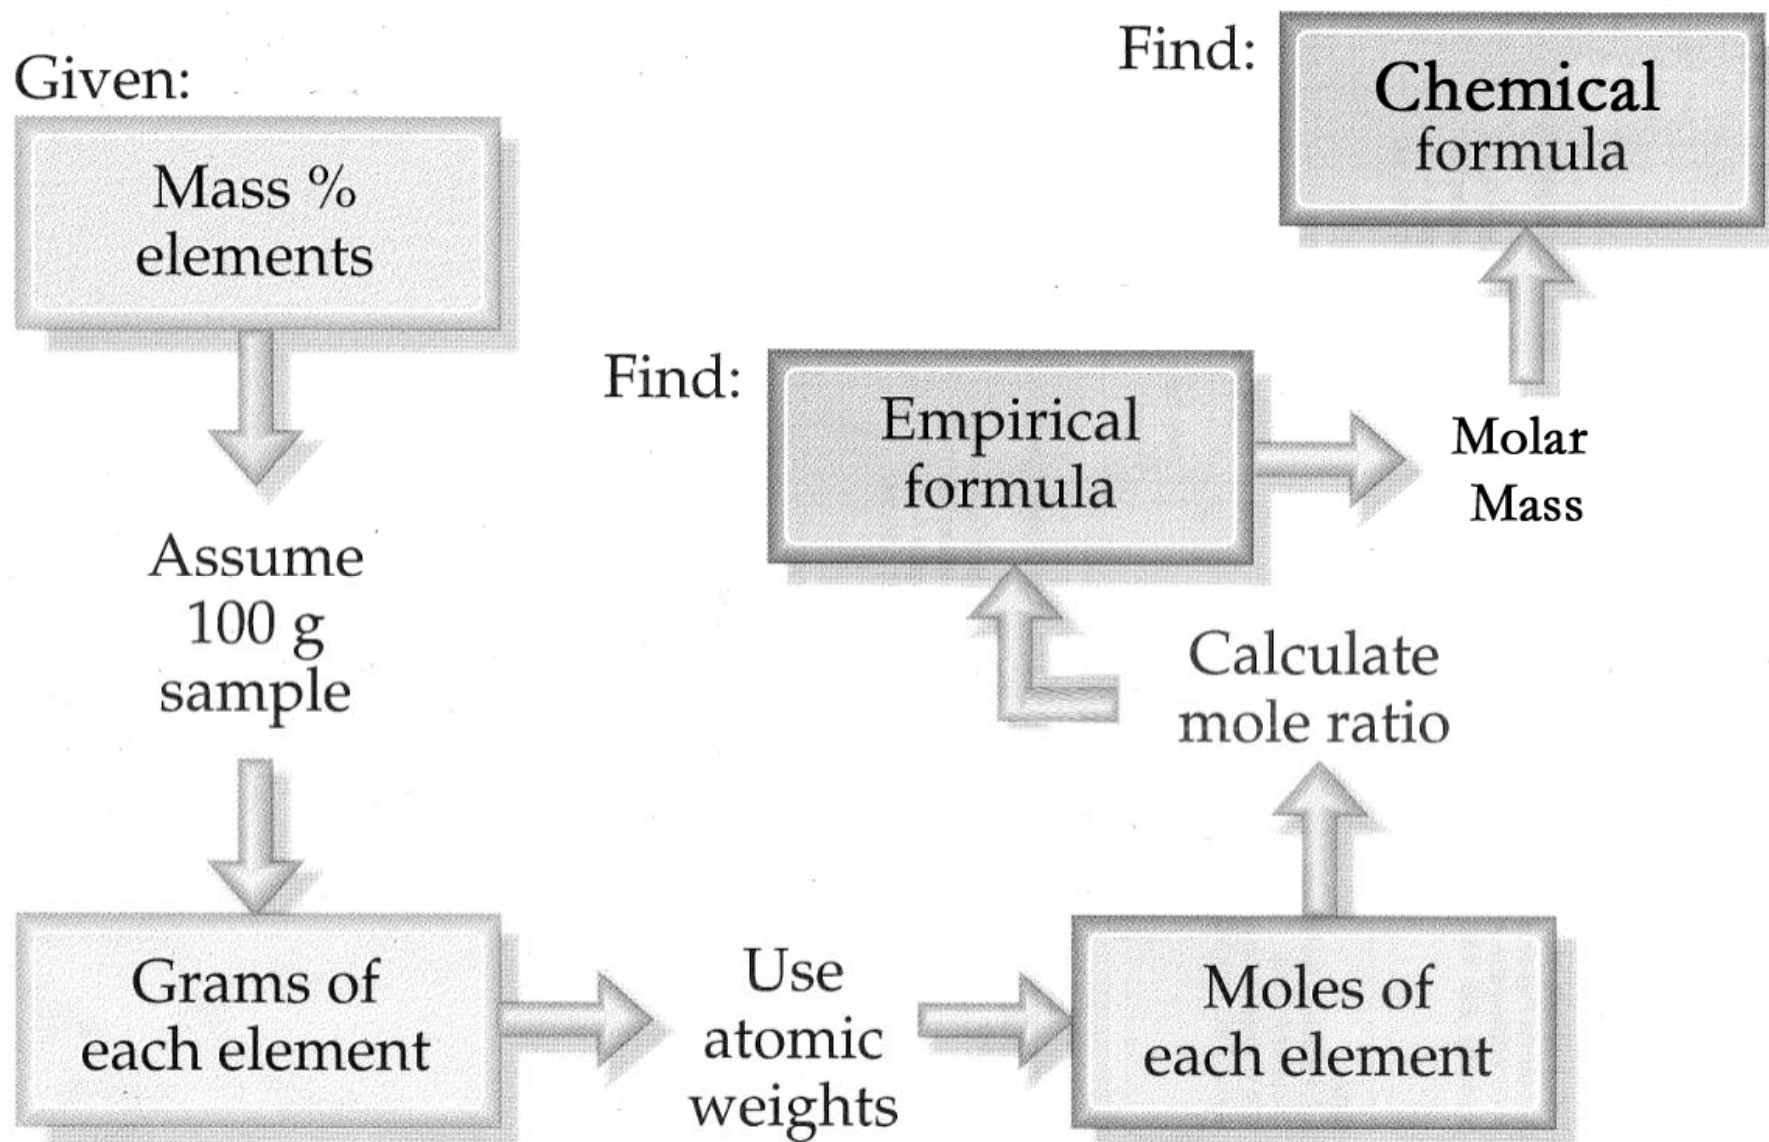 Given:
Mass %
elements
Assume
100 g
sample
Grams of
each element
Use
atomic
weights
Moles of
each element
Calculate
mole ratio
Find:
Empirical
formula
Molar
Mass
Find:
Chemical
formula